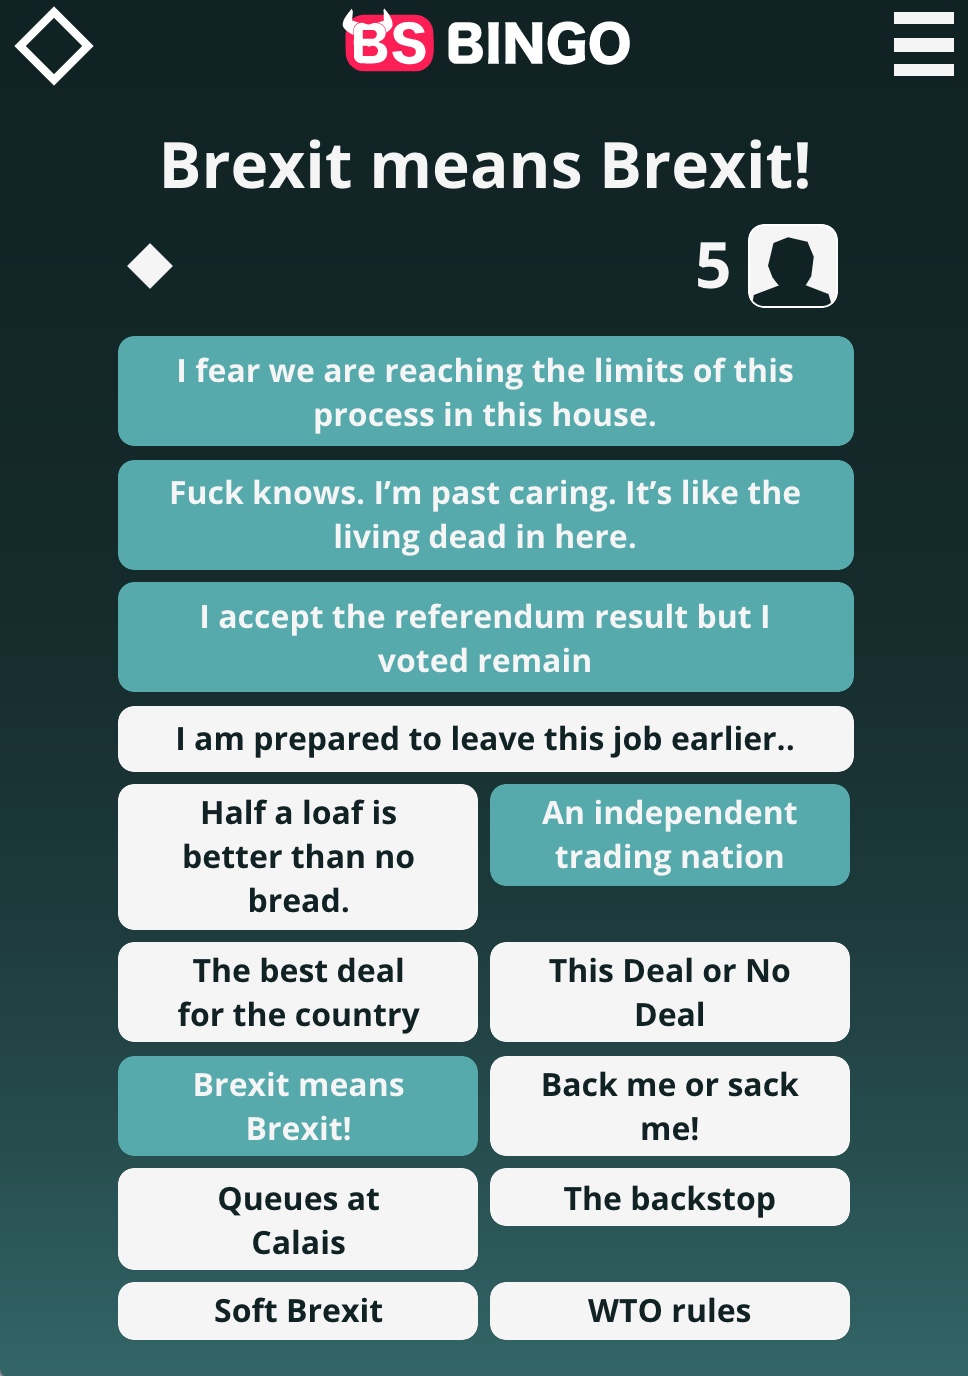 BS BINGO
Brexit means Brexit!
5
I fear we are reaching the limits of this
process in this house.
Fuck knows. I’m past caring. It’s like the
living dead in here.
I accept the referendum result but I
voted remain
I am prepared to leave this job earlier..
Half a loaf is
better than no
bread.
An independent
trading nation
The best deal
for the country
This Deal or No
Deal
Brexit means
Brexit!
Back me or sack
me!
Queues at
Calais
The backstop
Soft Brexit
WTO rules